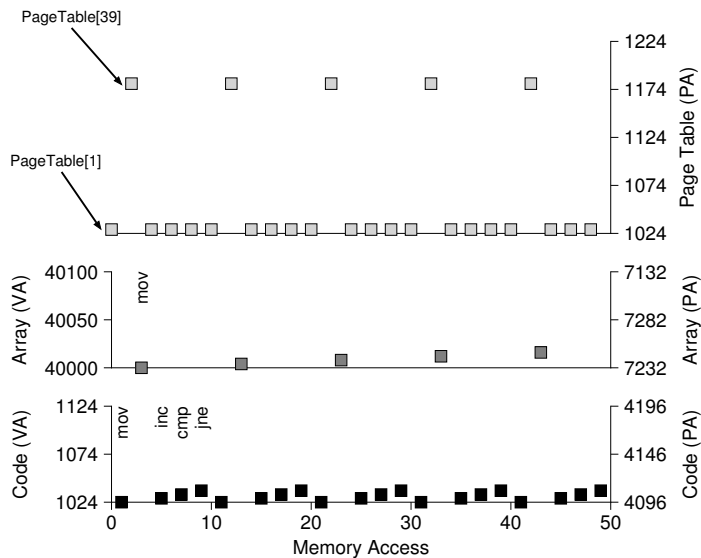 PageTable[39]
1224
1174
1124
1074
1024
Page Table (PA)
PageTable[1]
40100
40050
40000
Array (VA)
mov
7132
7282
7232
Array (PA)
1124
1074
1024
Code (VA)
mov
inc
cmp
jne
4196
4146
4096
Code (PA)
0 10 20 30 40 50
Memory Access